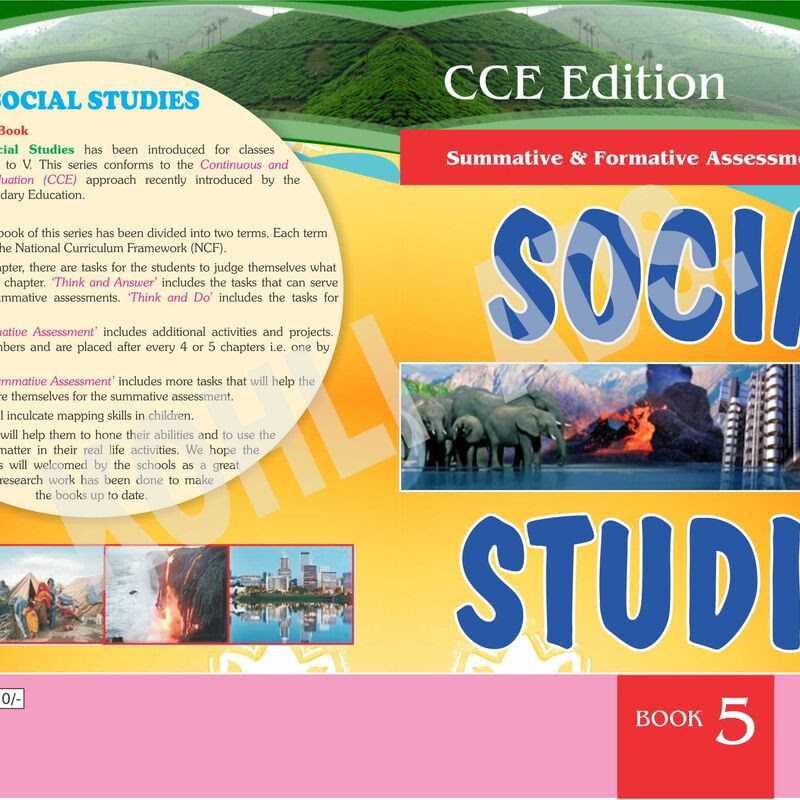 SOCIAL STUDIES
Book
cial Studies has been introduced for classes
to V. This series conforms to the Continuous and
luation (CCE) approach recently introduced by the
dary Education.
book of this series has been divided into two terms. Each term
he National Curriculum Framework (NCF).
apter, there are tasks for the students to judge themselves what
chapter. ‘Think and Answer’ includes the tasks that can serve
ummative assessments. ‘Think and Do’ includes the tasks for
mative Assessment’ includes additional activities and projects.
mbers and are placed after every 4 or 5 chapters i.e. one by
ummative Assessment’ includes more tasks that will help the
re themselves for the summative assessment.
l inculcate mapping skills in children.
will help them to hone their abilities and to use the
matter in their real life activities. We hope the
s will welcomed by the schools as a great
research work has been done to make
the books up to date.
0/-
CCE Edition
Summative & Formative Assessme
SOCIA
STUDI
BOOK 5
KOHLI ADS.